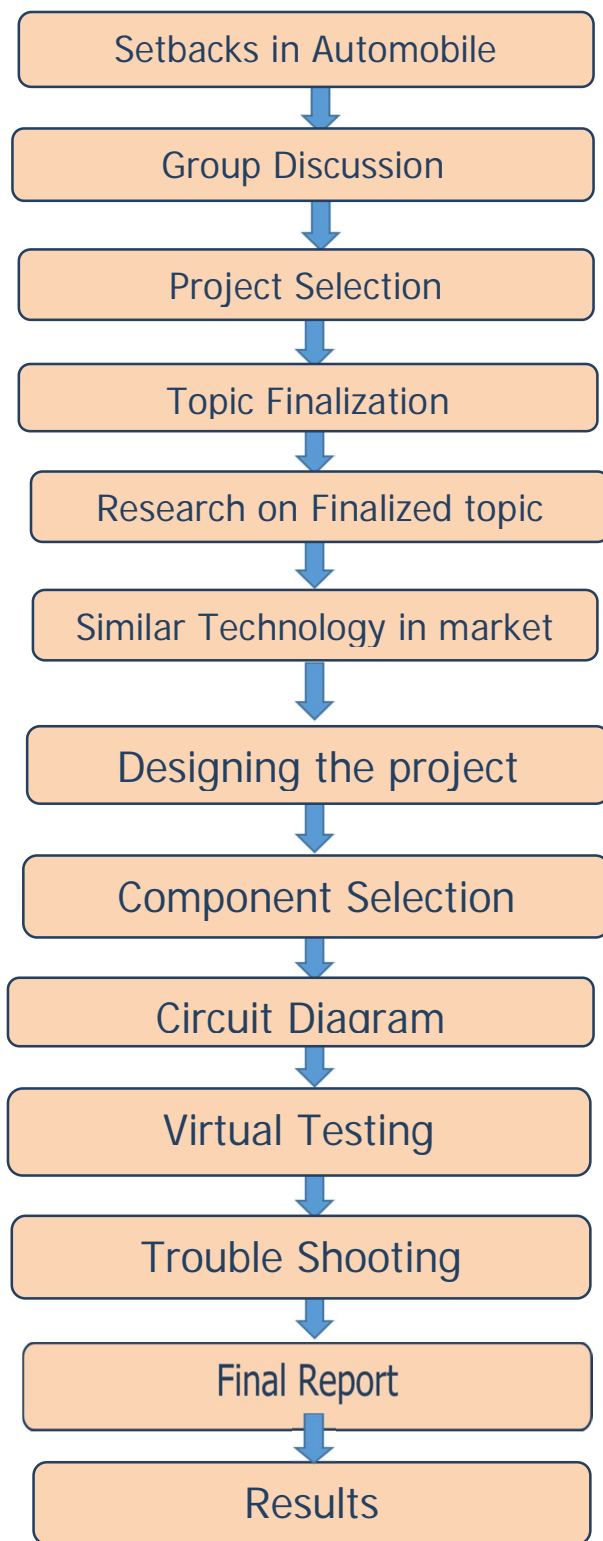 Setbacks in Automobile
Group Discussion
Project Selection
Topic Finalization
Research on Finalized topic
Similar Technology in market
Designing the project
Component Selection
Circuit Diagram
Virtual Testing
Trouble Shooting
Final Report
Results